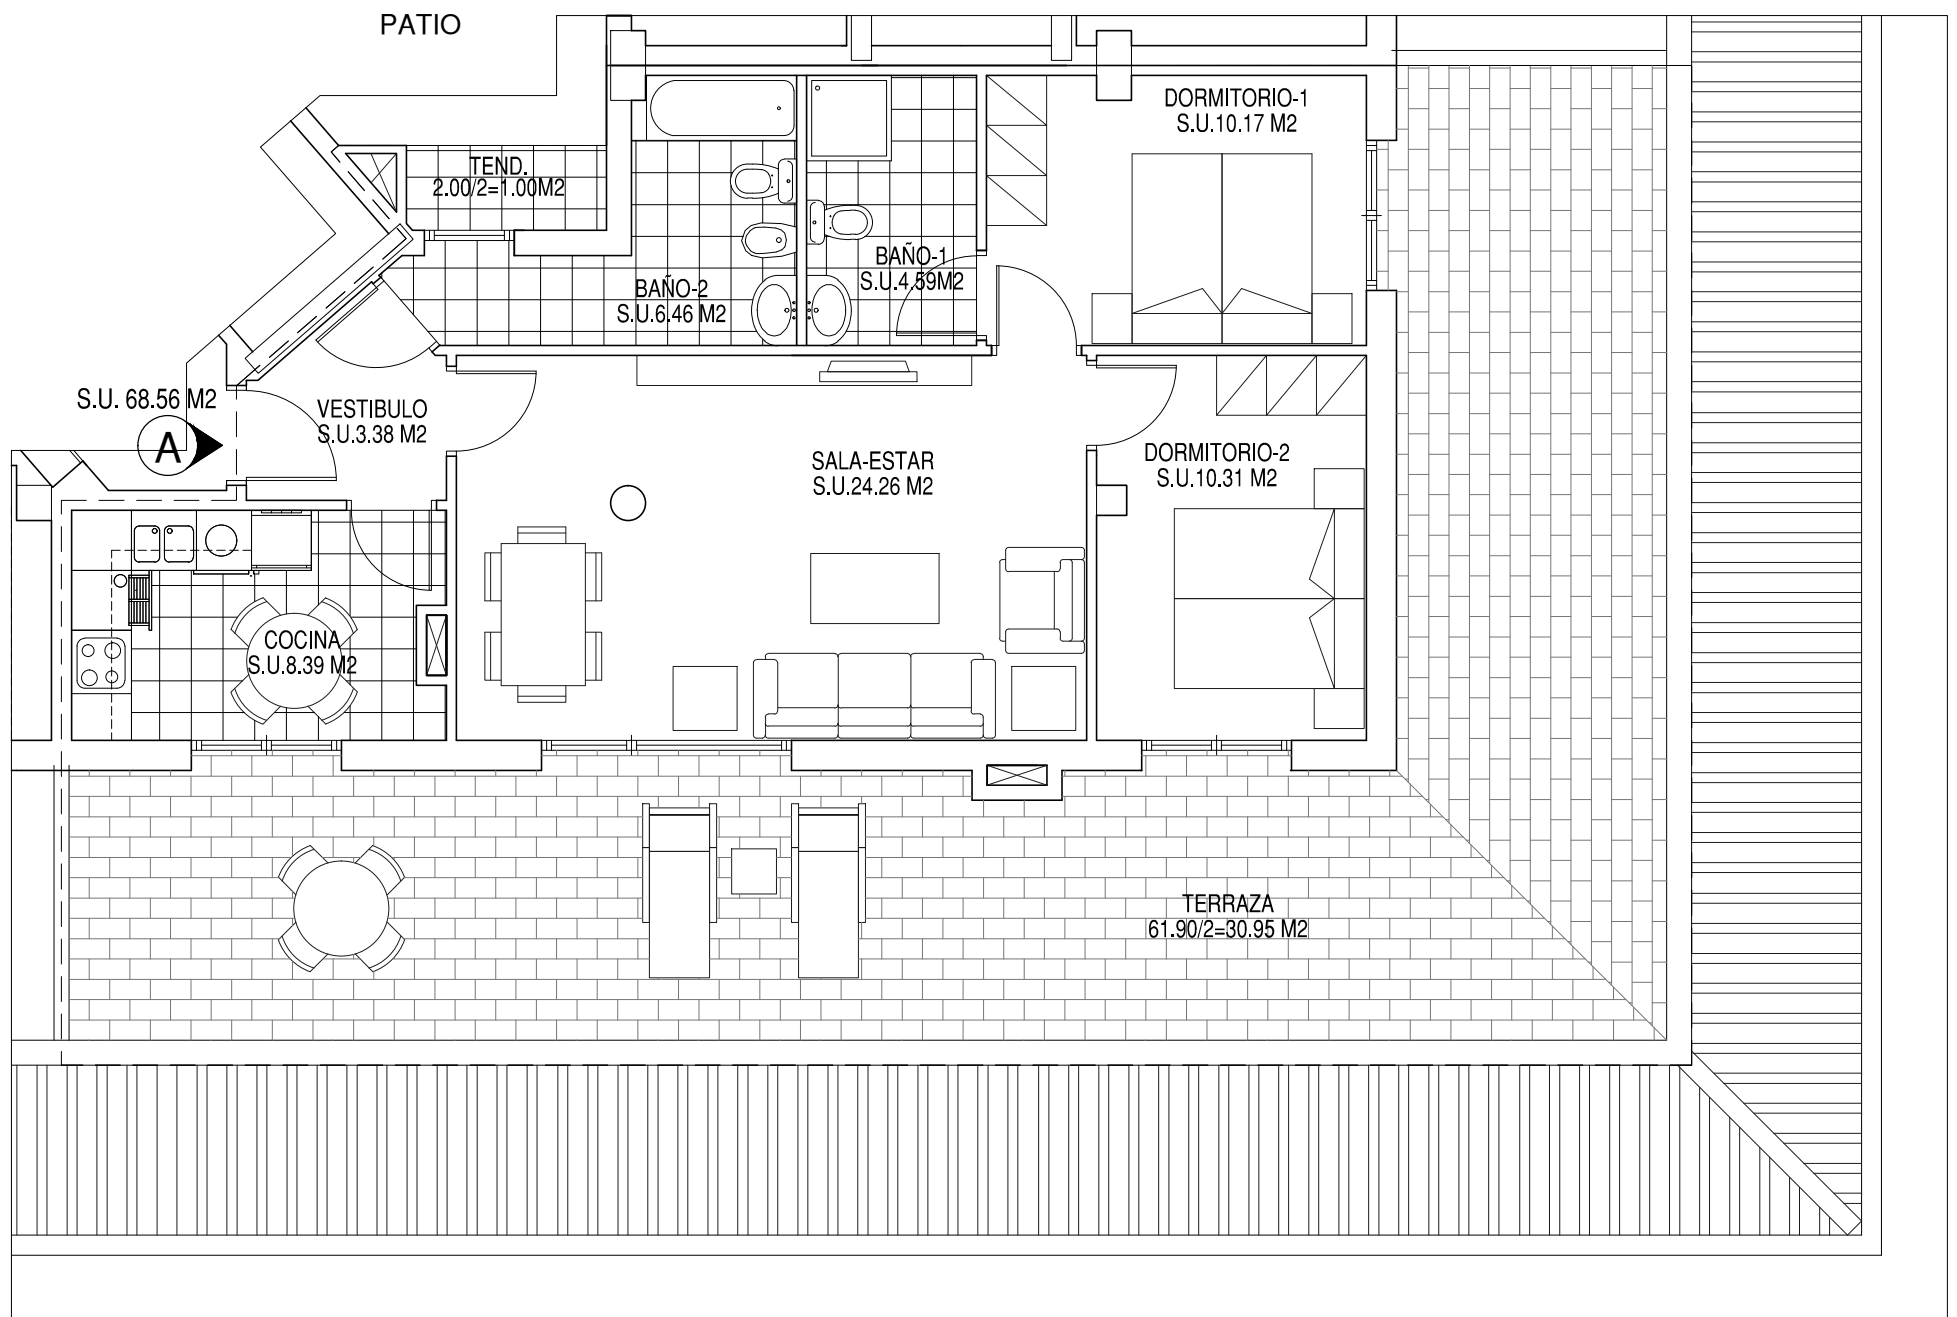 PATIO
DORMITORIO-1
S.U.10.17 M2
TEND.
2.00/2=1.00M2
BAÑO-1
S.U.4.59M2
BAÑO-2
S.U.6.46 M2
S.U. 68.56 M2
A
VESTIBULO
S.U.3.38 M2
SALA-ESTAR
S.U.24.26 M2
DORMITORIO-2
S.U.10.31 M2
COCINA
S.U.8.39 M2
TERRAZA
61.90/2=30.95 M2